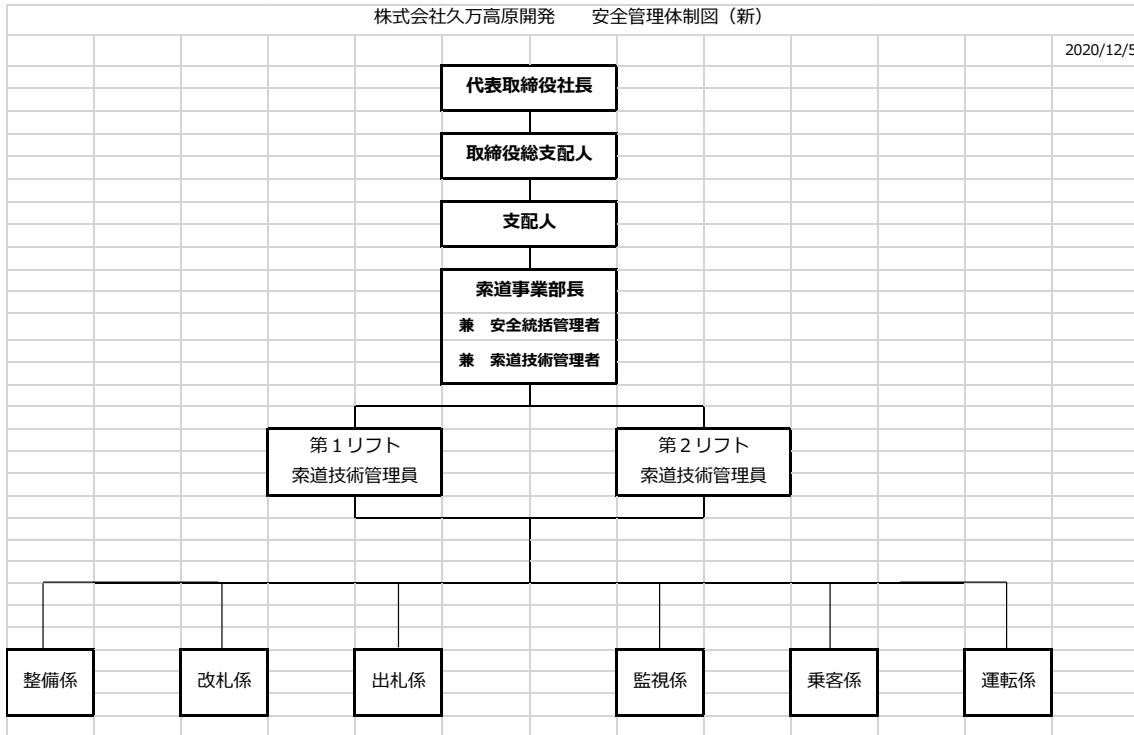 株式会社久万高原開発　　安全管理体制図（新）
2020/12/5
代表取締役社長
取締役総支配人
支配人
索道事業部長
兼　安全統括管理者
兼　索道技術管理者
第１リフト
索道技術管理員
第２リフト
索道技術管理員
整備係
改札係
出札係
監視係
乗客係
運転係